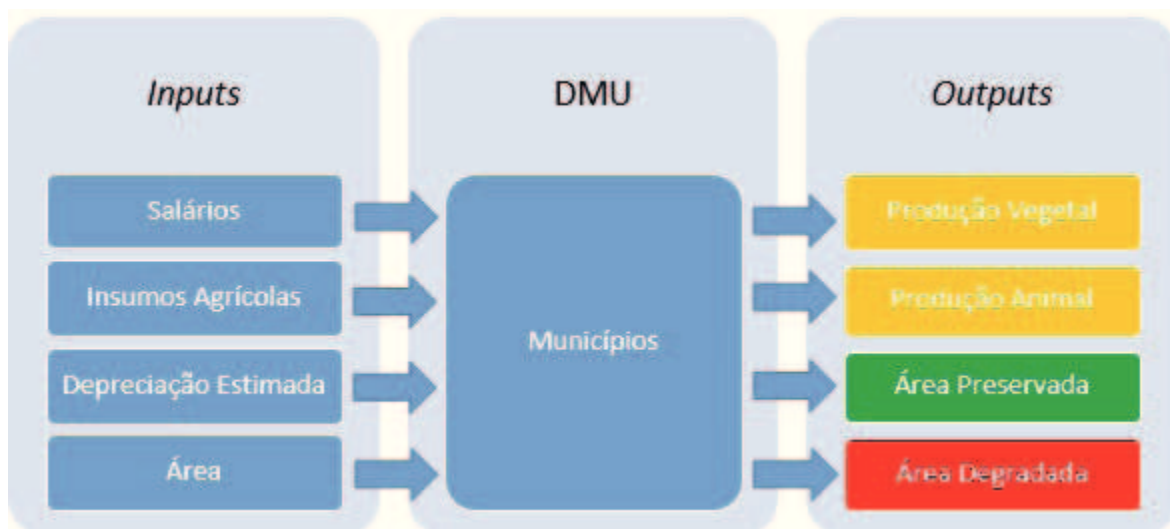 Inputs
Salários
Insumos Agrícolas
Depreciação Estimada
Área
DMU
Municípios
Outputs
Produção Vegetal
Produção Animal
Área Preservada
Área Degradada